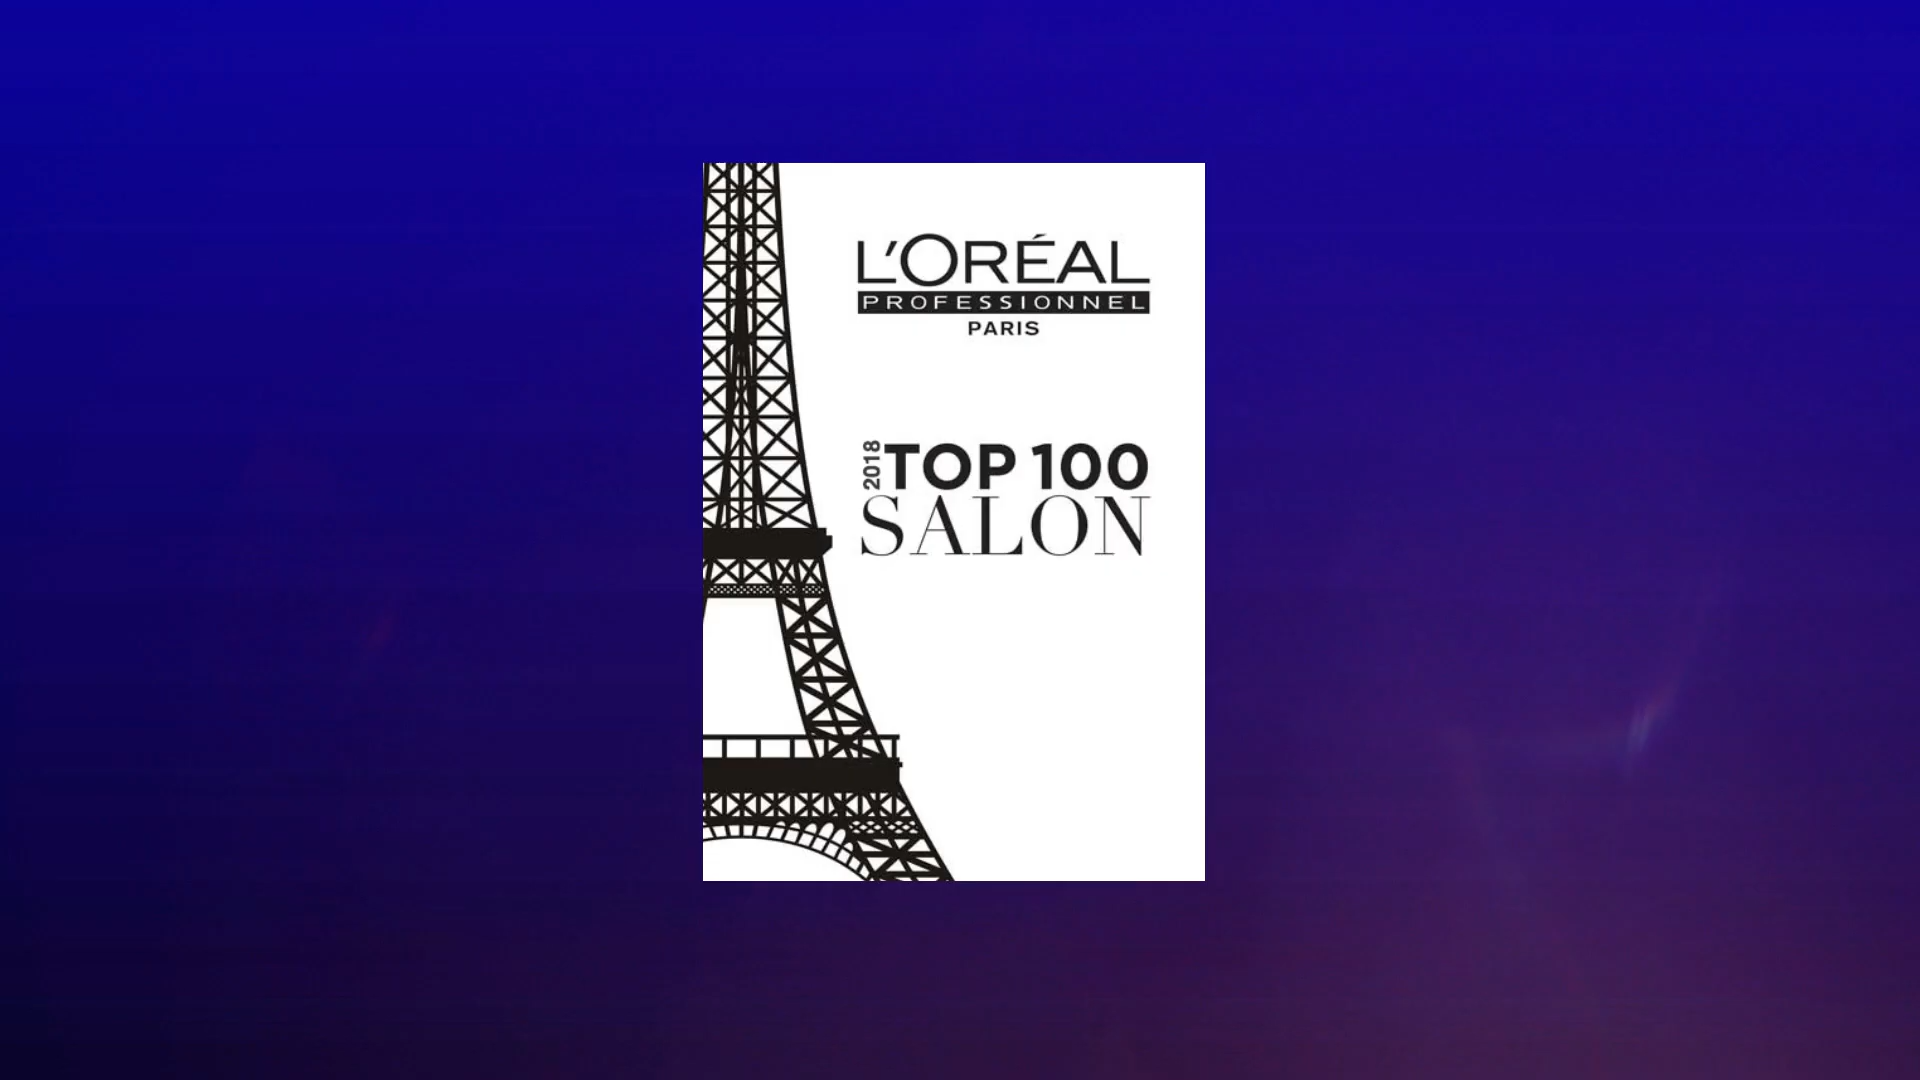 L'ORÉAL
PROFESSIONNEL
PARIS
2018 TOP 100
SALON